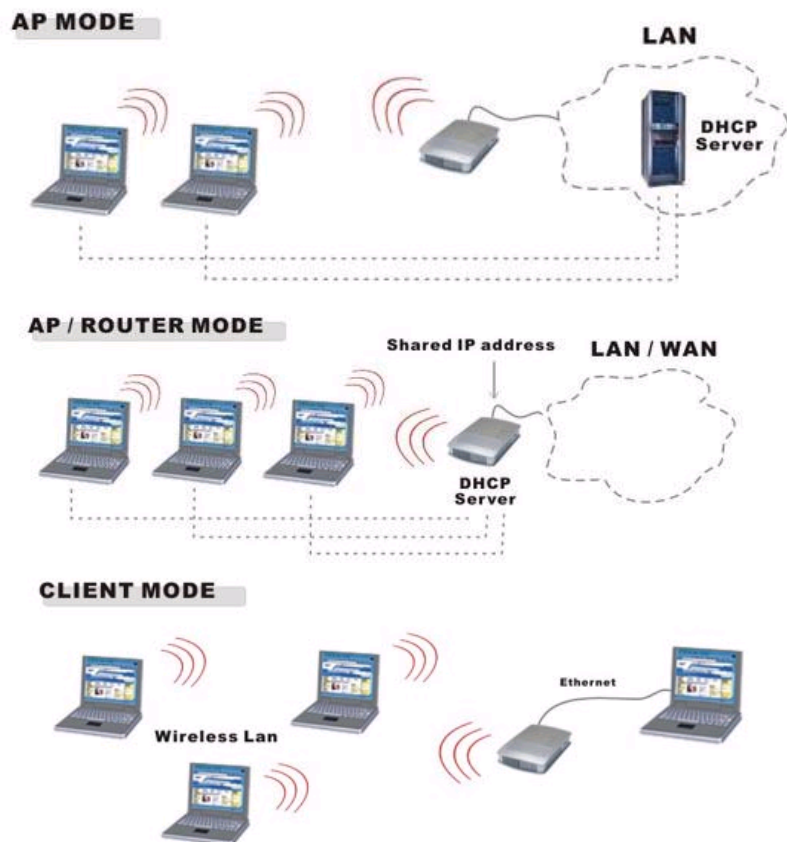 AP MODE
LAN
DHCP
Server
AP / ROUTER MODE
Shared IP address
LAN / WAN
DHCP
Server
CLIENT MODE
Ethernet
Wireless Lan